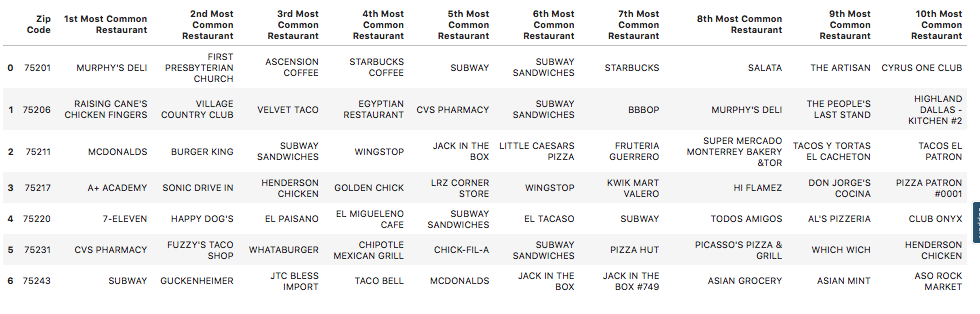 Zip Code 1st Most Common Restaurant 2nd Most Common Restaurant 3rd Most Common Restaurant 4th Most Common Restaurant 5th Most Common Restaurant 6th Most Common Restaurant 7th Most Common Restaurant 8th Most Common Restaurant 9th Most Common Restaurant 10th Most Common Restaurant
0 75201 MURPHY'S DELI FIRST PRESBYTERIAN CHURCH ASCENSION COFFEE STARBUCKS COFFEE SUBWAY SUBWAY SANDWICHES STARBUCKS SALATA THE ARTISAN CYRUS ONE CLUB
1 75206 RAISING CANE'S CHICKEN FINGERS VILLAGE COUNTRY CLUB VELVET TACO EGYPTIAN RESTAURANT CVS PHARMACY SUBWAY SANDWICHES BBBOP MURPHY'S DELI THE PEOPLE'S LAST STAND HIGHLAND DALLAS - KITCHEN #2
2 75211 MCDONALDS BURGER KING SUBWAY SANDWICHES WINGSTOP JACK IN THE BOX LITTLE CAESARS PIZZA FRUTERIA GUERRERO SUPER MERCADO MONTERREY BAKERY &TOR TACOS Y TORTAS EL CACHETON TACOS EL PATRON
3 75217 A+ ACADEMY SONIC DRIVE IN HENDERSON CHICKEN GOLDEN CHICK LRZ CORNER STORE WINGSTOP KWIK MART VALERO HI FLAMEZ DON JORGE'S COCINA PIZZA PATRON #0001
4 75220 7-ELEVEN HAPPY DOG'S EL PAISANO EL MIGUELENO CAFE SUBWAY SANDWICHES EL TACASO SUBWAY TODOS AMIGOS AL'S PIZZERIA CLUB ONYX
5 75231 CVS PHARMACY FUZZY'S TACO SHOP WHATABURGER CHIPOTLE MEXICAN GRILL CHICK-FIL-A SUBWAY SANDWICHES PIZZA HUT PICASSO'S PIZZA & GRILL WHICH WICH HENDERSON CHICKEN
6 75243 SUBWAY GUCKENHEIMER JTC BLESS IMPORT TACO BELL MCDONALDS JACK IN THE BOX JACK IN THE BOX #749 ASIAN GROCERY ASIAN MINT ASO ROCK MARKET